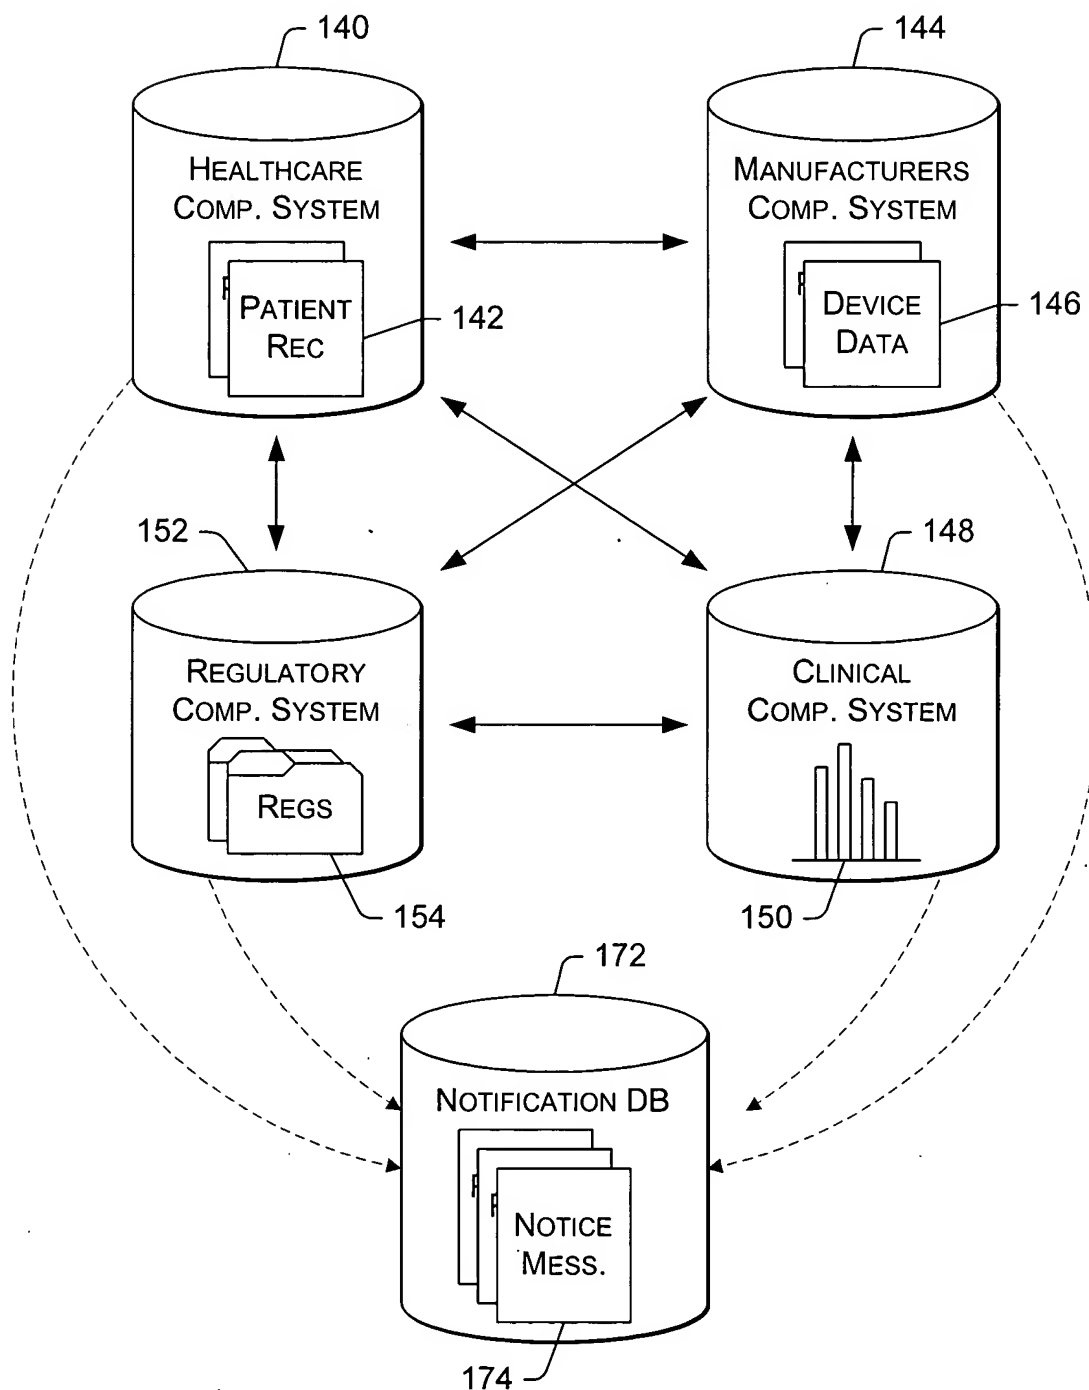 140
144
HEALTHCARE
COMP. SYSTEM
MANUFACTURERS
COMP. SYSTEM
PATIENT
REC
142
DEVICE
DATA
146
152
148
REGULATORY
COMP. SYSTEM
CLINICAL
COMP. SYSTEM
REGS
154
150
172
NOTIFICATION DB
NOTICE
MESS.
174